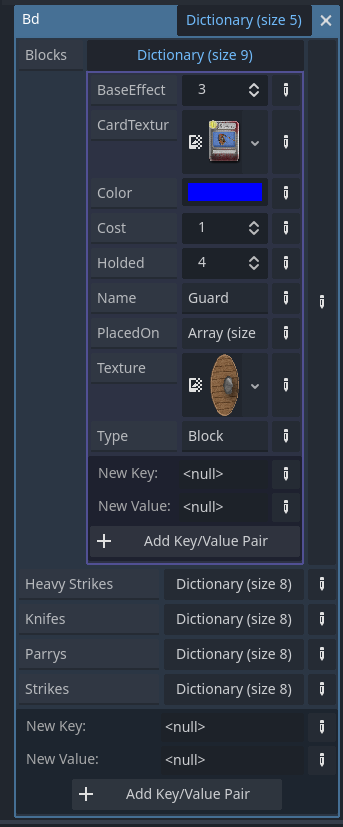 Bd Dictionary (size 5)
Blocks Dictionary (size 9)
BaseEffect 3
CardTextur
Color
Cost 1
Holded 4
Name Guard
PlacedOn Array (size
Texture
Type Block
New Key: <null>
New Value: <null>
Add Key/Value Pair
Heavy Strikes Dictionary (size 8)
Knifes Dictionary (size 8)
Parrys Dictionary (size 8)
Strikes Dictionary (size 8)
New Key: <null>
New Value: <null>
Add Key/Value Pair